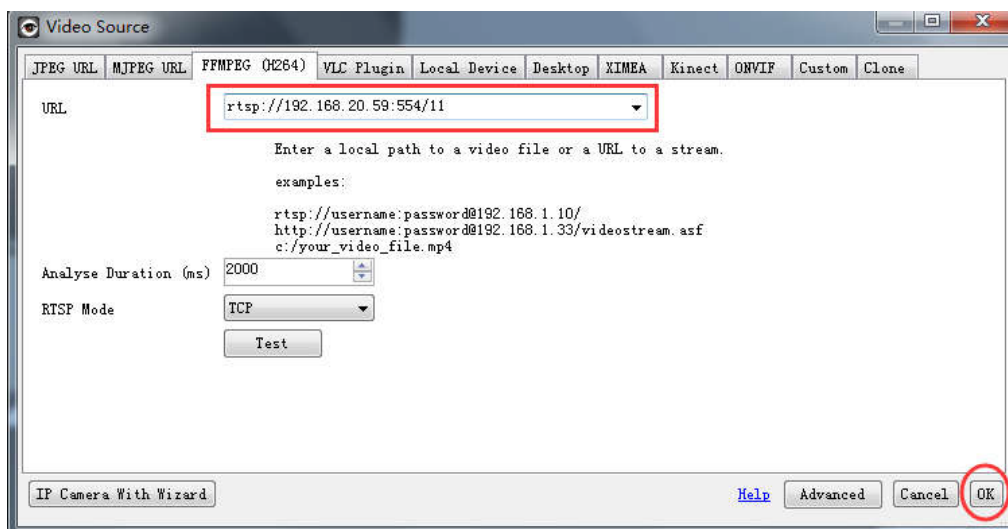 Video Source
JPEG URL MJPEG URL FFMPEG (H264) VLC Plugin Local Device Desktop XIMEA Kinect ONVIF Custom Clone
URL rtsp://192.168.20.59:554/11
Enter a local path to a video file or a URL to a stream.
examples:
rtsp://username:password@192.168.1.10/
http://username:password@192.168.1.33/videostream.asf
c:/your_video_file.mp4
Analyse Duration (ms) 2000
RTSP Mode TCP
Test
IP Camera With Wizard Help Advanced Cancel OK